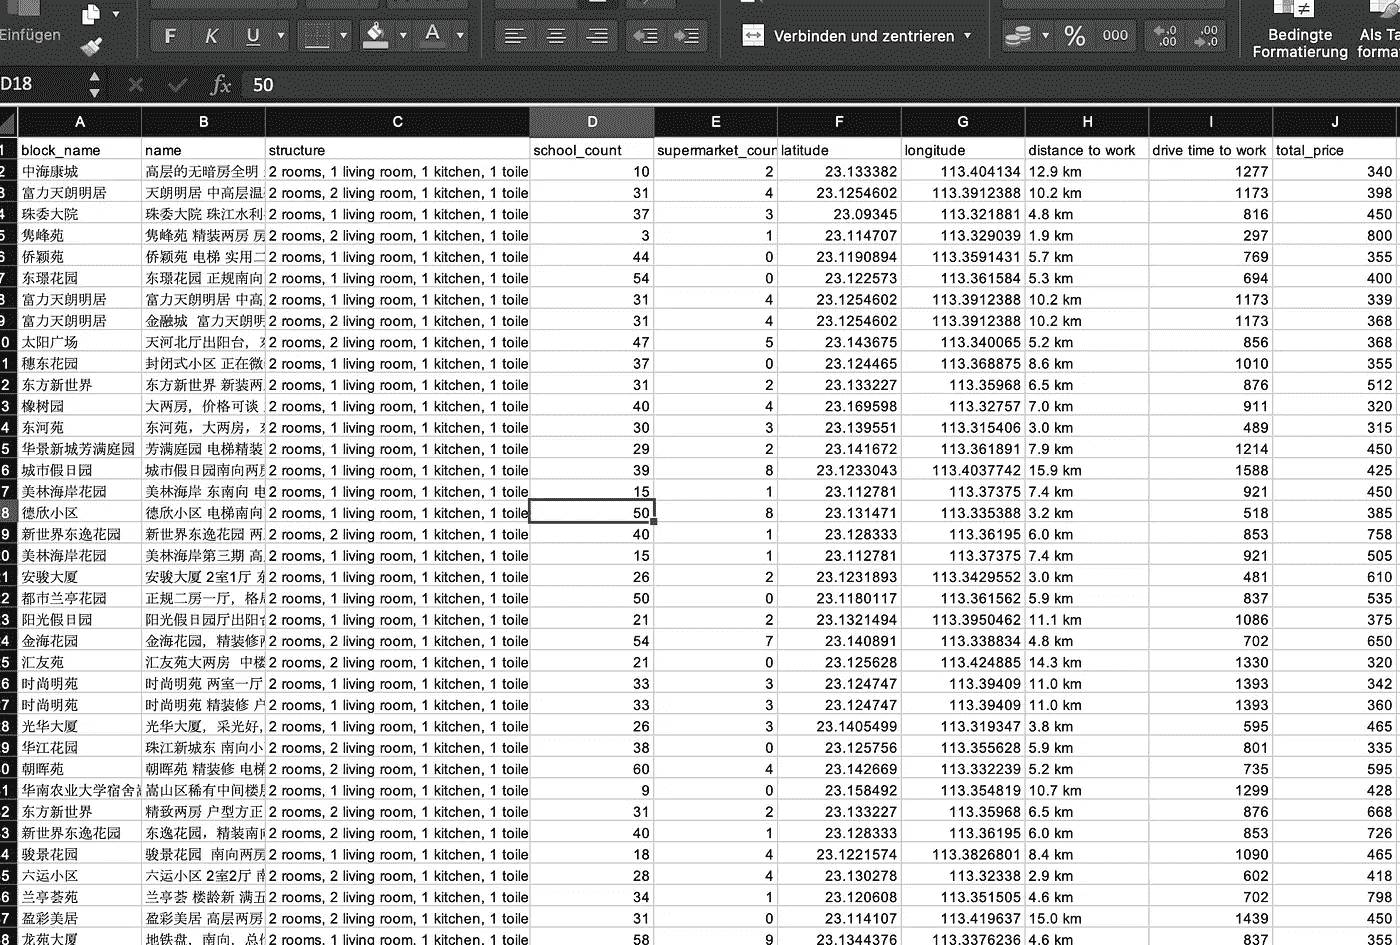 Einfügen F K U A Verbinden und zentrieren % 000 ,0 ,00 ,00 ,0 Bedingte Formatierung Als Ta forma
D18 fx 50
A B C D E F G H I J
1 block_name name structure school_count supermarket_cour latitude longitude distance to work drive time to work total_price
2 中海康城 高层的无暗房全明 2 rooms, 1 living room, 1 kitchen, 1 toile 10 2 23.133382 113.404134 12.9 km 1277 340
3 富力天朗明居 天朗明居 中高层温 2 rooms, 2 living room, 1 kitchen, 1 toile 31 4 23.1254602 113.3912388 10.2 km 1173 398
4 珠委大院 珠委大院 珠江水利 2 rooms, 1 living room, 1 kitchen, 1 toile 37 3 23.09345 113.321881 4.8 km 816 450
5 隽峰苑 隽峰苑 精装两房 房 2 rooms, 2 living room, 1 kitchen, 1 toile 3 1 23.114707 113.329039 1.9 km 297 800
6 侨颖苑 侨颖苑 电梯 实用二 2 rooms, 1 living room, 1 kitchen, 1 toile 44 0 23.1190894 113.3591431 5.7 km 769 355
7 东璟花园 东璟花园 正规南向 2 rooms, 1 living room, 1 kitchen, 1 toile 54 0 23.122573 113.361584 5.3 km 694 400
8 富力天朗明居 富力天朗明居 中高 2 rooms, 1 living room, 1 kitchen, 1 toile 31 4 23.1254602 113.3912388 10.2 km 1173 339
9 富力天朗明居 金融城 富力天朗明 2 rooms, 2 living room, 1 kitchen, 1 toile 31 4 23.1254602 113.3912388 10.2 km 1173 368
0 太阳广场 天河北厅出阳台， 2 rooms, 2 living room, 1 kitchen, 1 toile 47 5 23.143675 113.340065 5.2 km 856 368
1 穗东花园 封闭式小区 正在微 2 rooms, 1 living room, 1 kitchen, 1 toile 37 0 23.124465 113.368875 8.6 km 1010 355
2 东方新世界 东方新世界 新装两 2 rooms, 1 living room, 1 kitchen, 1 toile 31 2 23.133227 113.35968 6.5 km 876 512
3 橡树园 大两房，价格可谈 2 rooms, 1 living room, 1 kitchen, 1 toile 40 4 23.169598 113.32757 7.0 km 911 320
4 东河苑 东河苑，大两房， 2 rooms, 1 living room, 1 kitchen, 1 toile 30 3 23.139551 113.315406 3.0 km 489 315
5 华景新城芳满庭园 芳满庭园 电梯精装 2 rooms, 1 living room, 1 kitchen, 1 toile 29 2 23.141672 113.361891 7.9 km 1214 450
6 城市假日园 城市假日园南向两房 2 rooms, 1 living room, 1 kitchen, 1 toile 39 8 23.1233043 113.4037742 15.9 km 1588 425
7 美林海岸花园 美林海岸 东南向 电 2 rooms, 1 living room, 1 kitchen, 1 toile 15 1 23.112781 113.37375 7.4 km 921 450
8 德欣小区 德欣小区 电梯南向 2 rooms, 1 living room, 1 kitchen, 1 toile 50 8 23.131471 113.335388 3.2 km 518 385
9 新世界东逸花园 新世界东逸花园 两 2 rooms, 2 living room, 1 kitchen, 1 toile 40 1 23.128333 113.36195 6.0 km 853 758
0 美林海岸花园 美林海岸第三期 高 2 rooms, 1 living room, 1 kitchen, 1 toile 15 1 23.112781 113.37375 7.4 km 921 505
1 安骏大厦 安骏大厦 2室1厅 东 2 rooms, 1 living room, 1 kitchen, 1 toile 26 2 23.1231893 113.3429552 3.0 km 481 610
2 都市兰亭花园 正规二房一厅，格局 2 rooms, 1 living room, 1 kitchen, 1 toile 50 0 23.1180117 113.361562 5.9 km 837 535
3 阳光假日园 阳光假日园厅出阳台 2 rooms, 2 living room, 1 kitchen, 1 toile 21 2 23.1321494 113.3950462 11.1 km 1086 375
4 金海花园 金海花园，精装修两 2 rooms, 2 living room, 1 kitchen, 1 toile 54 7 23.140891 113.338834 4.8 km 702 650
5 汇友苑 汇友苑大两房 中楼 2 rooms, 1 living room, 1 kitchen, 1 toile 21 0 23.125628 113.424885 14.3 km 1330 320
6 时尚明苑 时尚明苑 两室一厅 2 rooms, 1 living room, 1 kitchen, 1 toile 33 3 23.124747 113.39409 11.0 km 1393 342
7 时尚明苑 时尚明苑 精装修 户 2 rooms, 2 living room, 1 kitchen, 1 toile 33 3 23.124747 113.39409 11.0 km 1393 360
8 光华大厦 光华大厦，采光好， 2 rooms, 1 living room, 1 kitchen, 1 toile 26 3 23.1405499 113.319347 3.8 km 595 465
9 华江花园 珠江新城东 南向小 2 rooms, 1 living room, 1 kitchen, 1 toile 38 0 23.125756 113.355628 5.9 km 801 335
0 朝晖苑 朝晖苑 精装修 电梯 2 rooms, 2 living room, 1 kitchen, 1 toile 60 4 23.142669 113.332239 5.2 km 735 595
1 华南农业大学宿舍 嵩山区稀有中间楼层 2 rooms, 1 living room, 1 kitchen, 1 toile 9 0 23.158492 113.354819 10.7 km 1299 428
2 东方新世界 精致两房 户型方正 2 rooms, 2 living room, 1 kitchen, 1 toile 31 2 23.133227 113.35968 6.5 km 876 668
3 新世界东逸花园 东逸花园，精装南向 2 rooms, 2 living room, 1 kitchen, 1 toile 40 1 23.128333 113.36195 6.0 km 853 726
4 骏景花园 骏景花园 南向两房 2 rooms, 1 living room, 1 kitchen, 1 toile 18 4 23.1221574 113.3826801 8.4 km 1090 465
5 六运小区 六运小区 2室2厅 南 2 rooms, 2 living room, 1 kitchen, 1 toile 28 4 23.130278 113.32338 2.9 km 602 418
6 兰亭荟苑 兰亭荟 楼龄新 满五 2 rooms, 2 living room, 1 kitchen, 1 toile 34 1 23.120608 113.351505 4.6 km 702 798
7 盈彩美居 盈彩美居 高层两房 2 rooms, 2 living room, 1 kitchen, 1 toile 31 0 23.114107 113.419637 15.0 km 1439 450
8 龙苑大厦 地铁盘，南向，总价 2 rooms, 1 living room, 1 kitchen, 1 toile 58 9 23.1344376 113.3376236 4.6 km 837 355